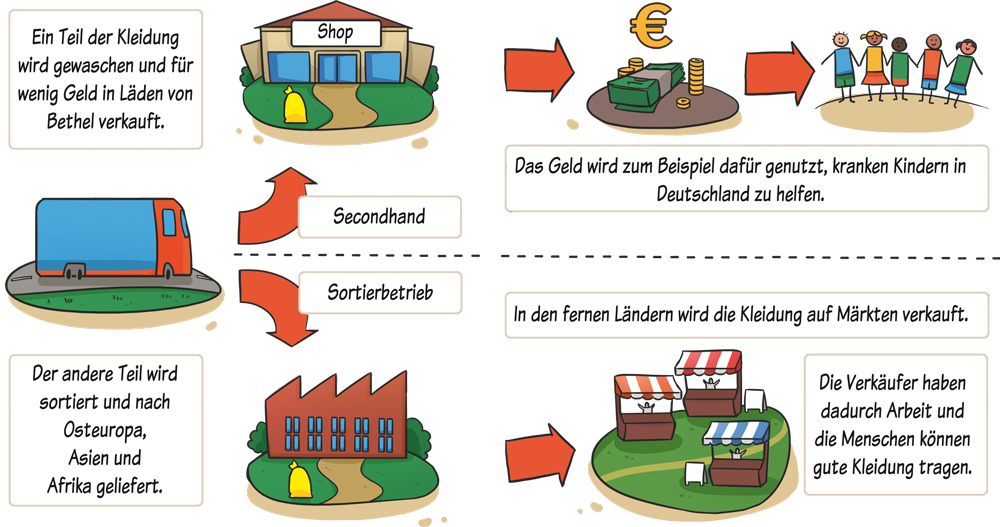 Ein Teil der Kleidung
wird gewaschen und für
wenig Geld in Läden von
Bethel verkauft.
Shop
€
Das Geld wird zum Beispiel dafür genutzt, kranken Kindern in
Deutschland zu helfen.
Secondhand
Sortierbetrieb
In den fernen Ländern wird die Kleidung auf Märkten verkauft.
Der andere Teil wird
sortiert und nach
Osteuropa,
Asien und
Afrika geliefert.
Die Verkäufer haben
dadurch Arbeit und
die Menschen können
gute Kleidung tragen.